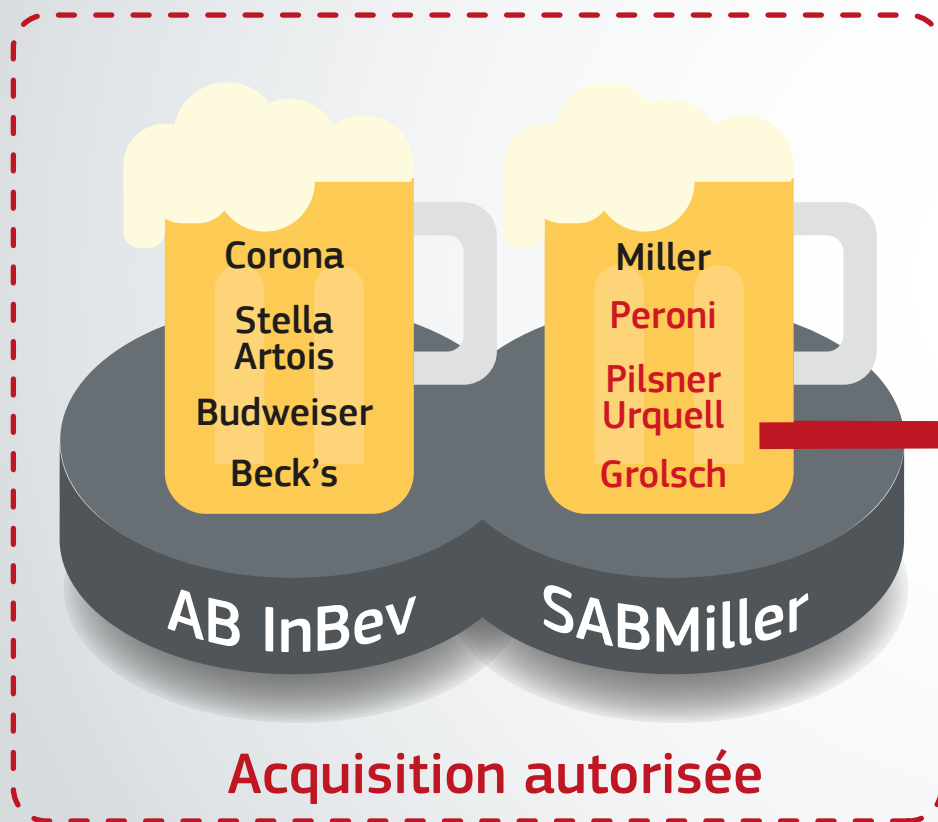 Corona
Stella
Artois
Budweiser
Beck's
AB InBev
Miller
Peroni
Pilsner
Urquell
Grolsch
SABMiller
Acquisition autorisée